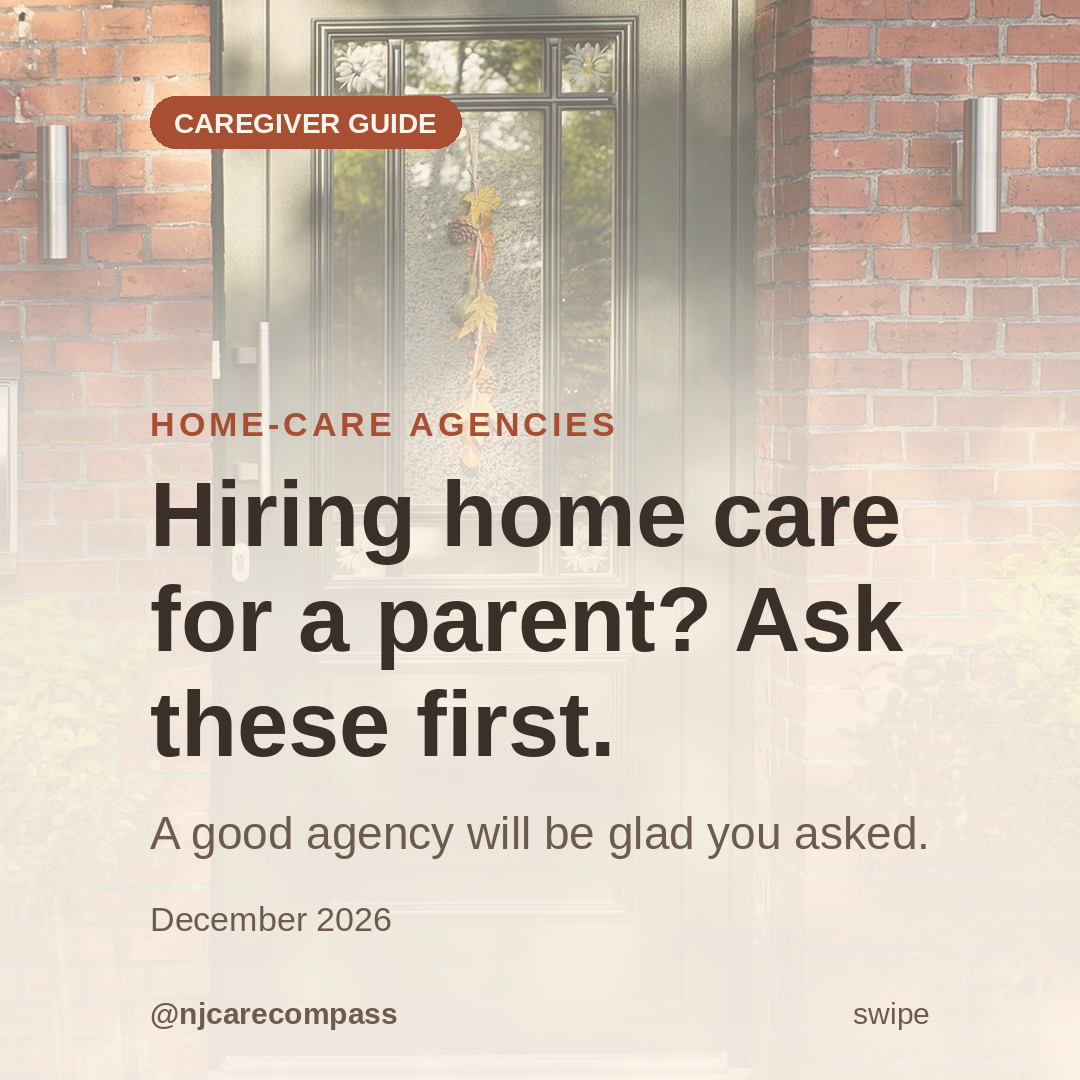 CAREGIVER GUIDE
HOME-CARE AGENCIES
Hiring home care
for a parent? Ask
these first.
A good agency will be glad you asked.
December 2026
@njcarecompass
swipe